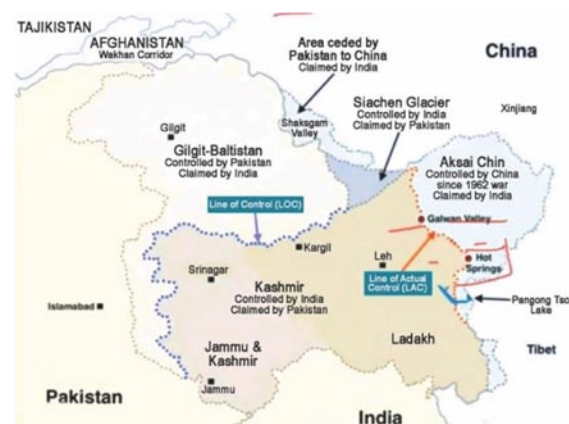 TAJIKISTAN
AFGHANISTAN
Wakhan Corridor
Area ceded by
Pakistan to China
Claimed by India
China
Siachen Glacier
Controlled by India
Claimed by Pakistan
Xinjiang
Shaksgam
Valley
Gilgit
Gilgit-Baltistan
Controlled by Pakistan
Claimed by India
Aksai Chin
Controlled by China
since 1962 war
Claimed by India
Line of Control (LOC)
Galwan Valley
Kargil
Leh
Hot
Springs
Srinagar
Line of Actual
Control (LAC)
Kashmir
Controlled by India
Claimed by Pakistan
Islamabad
Pangong Tso
Lake
Ladakh
Jammu &
Kashmir
Tibet
Jammu
Pakistan
India